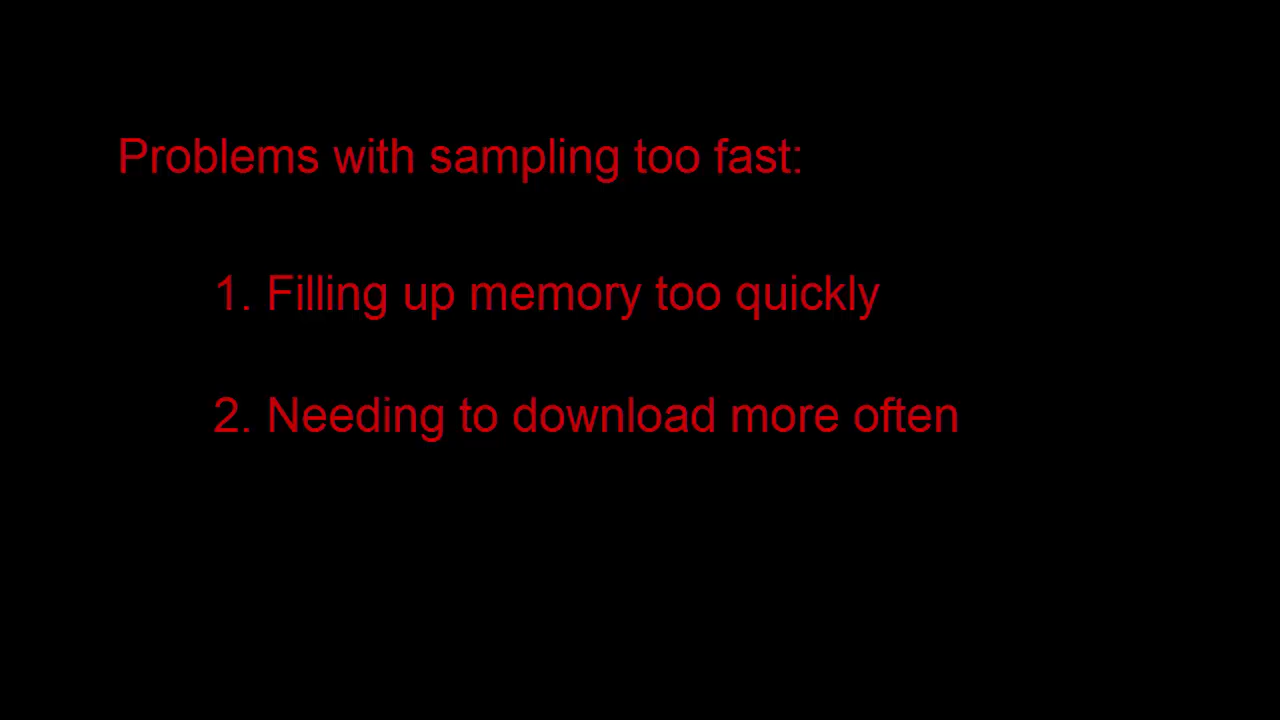 Problems with sampling too fast:
1. Filling up memory too quickly
2. Needing to download more often